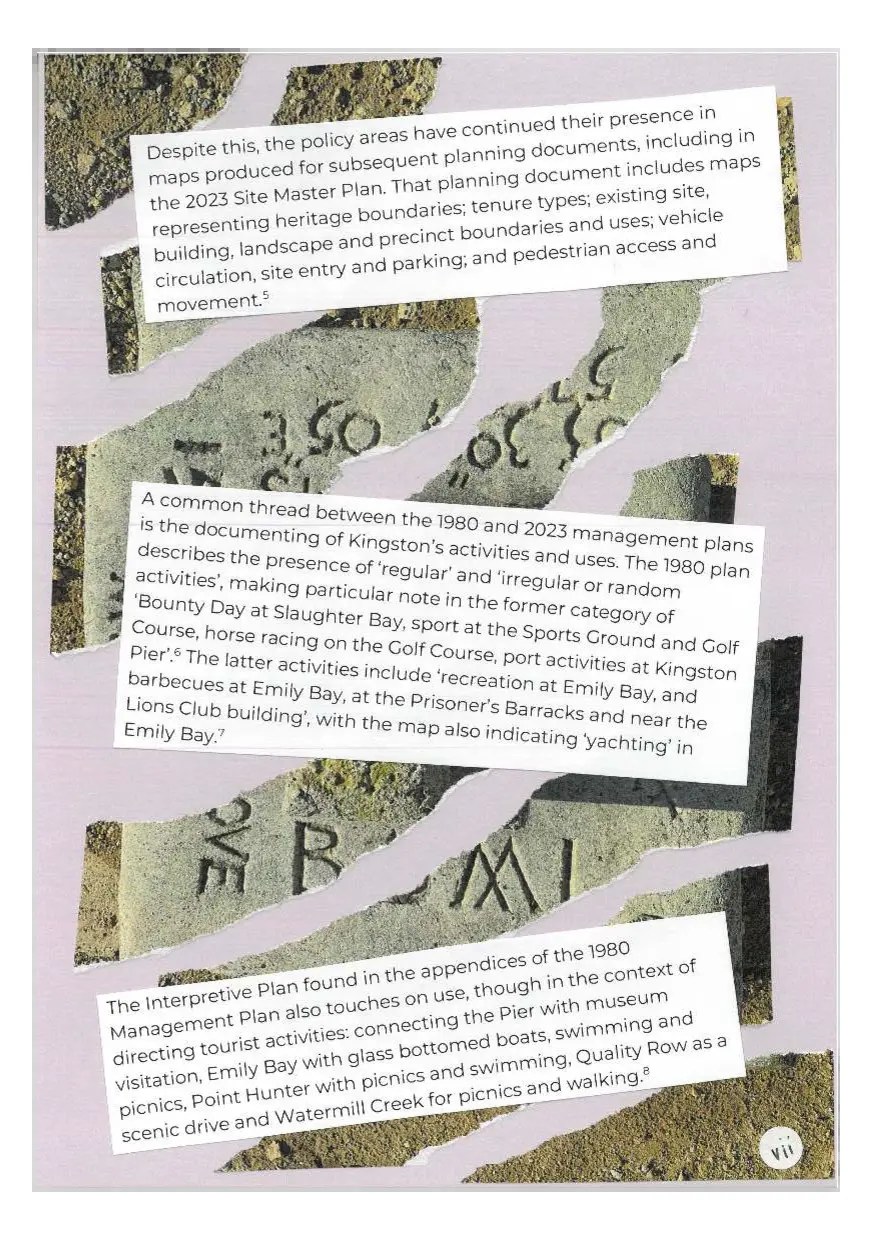 Despite this, the policy areas have continued their presence in
maps produced for subsequent planning documents, including in
the 2023 Site Master Plan. That planning document includes maps
representing heritage boundaries; tenure types; existing site,
building, landscape and precinct boundaries and uses; vehicle
circulation, site entry and parking; and pedestrian access and
movement.⁵
A common thread between the 1980 and 2023 management plans
is the documenting of Kingston’s activities and uses. The 1980 plan
describes the presence of ‘regular’ and ‘irregular or random
activities’, making particular note in the former category of
‘Bounty Day at Slaughter Bay, sport at the Sports Ground and Golf
Course, horse racing on the Golf Course, port activities at Kingston
Pier’.⁶ The latter activities include ‘recreation at Emily Bay, and
barbecues at Emily Bay, at the Prisoner’s Barracks and near the
Lions Club building’, with the map also indicating ‘yachting’ in
Emily Bay.⁷
The Interpretive Plan found in the appendices of the 1980
Management Plan also touches on use, though in the context of
directing tourist activities: connecting the Pier with museum
visitation, Emily Bay with glass bottomed boats, swimming and
picnics, Point Hunter with picnics and swimming, Quality Row as a
scenic drive and Watermill Creek for picnics and walking.⁸
vii